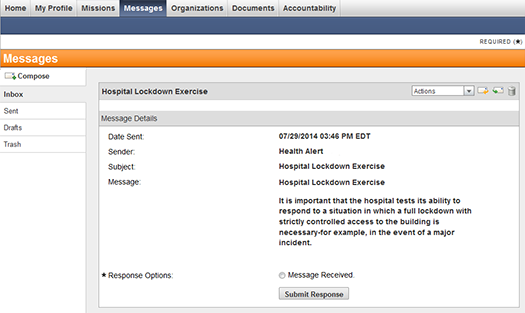 Home My Profile Missions Messages Organizations Documents Accountability
REQUIRED (★)
Messages
Compose
Inbox
Sent
Drafts
Trash
Hospital Lockdown Exercise Actions
Message Details
Date Sent: 07/29/2014 03:46 PM EDT
Sender: Health Alert
Subject: Hospital Lockdown Exercise
Message: Hospital Lockdown Exercise
It is important that the hospital tests its ability to
respond to a situation in which a full lockdown with
strictly controlled access to the building is
necessary-for example, in the event of a major
incident.
★ Response Options: Message Received.
Submit Response